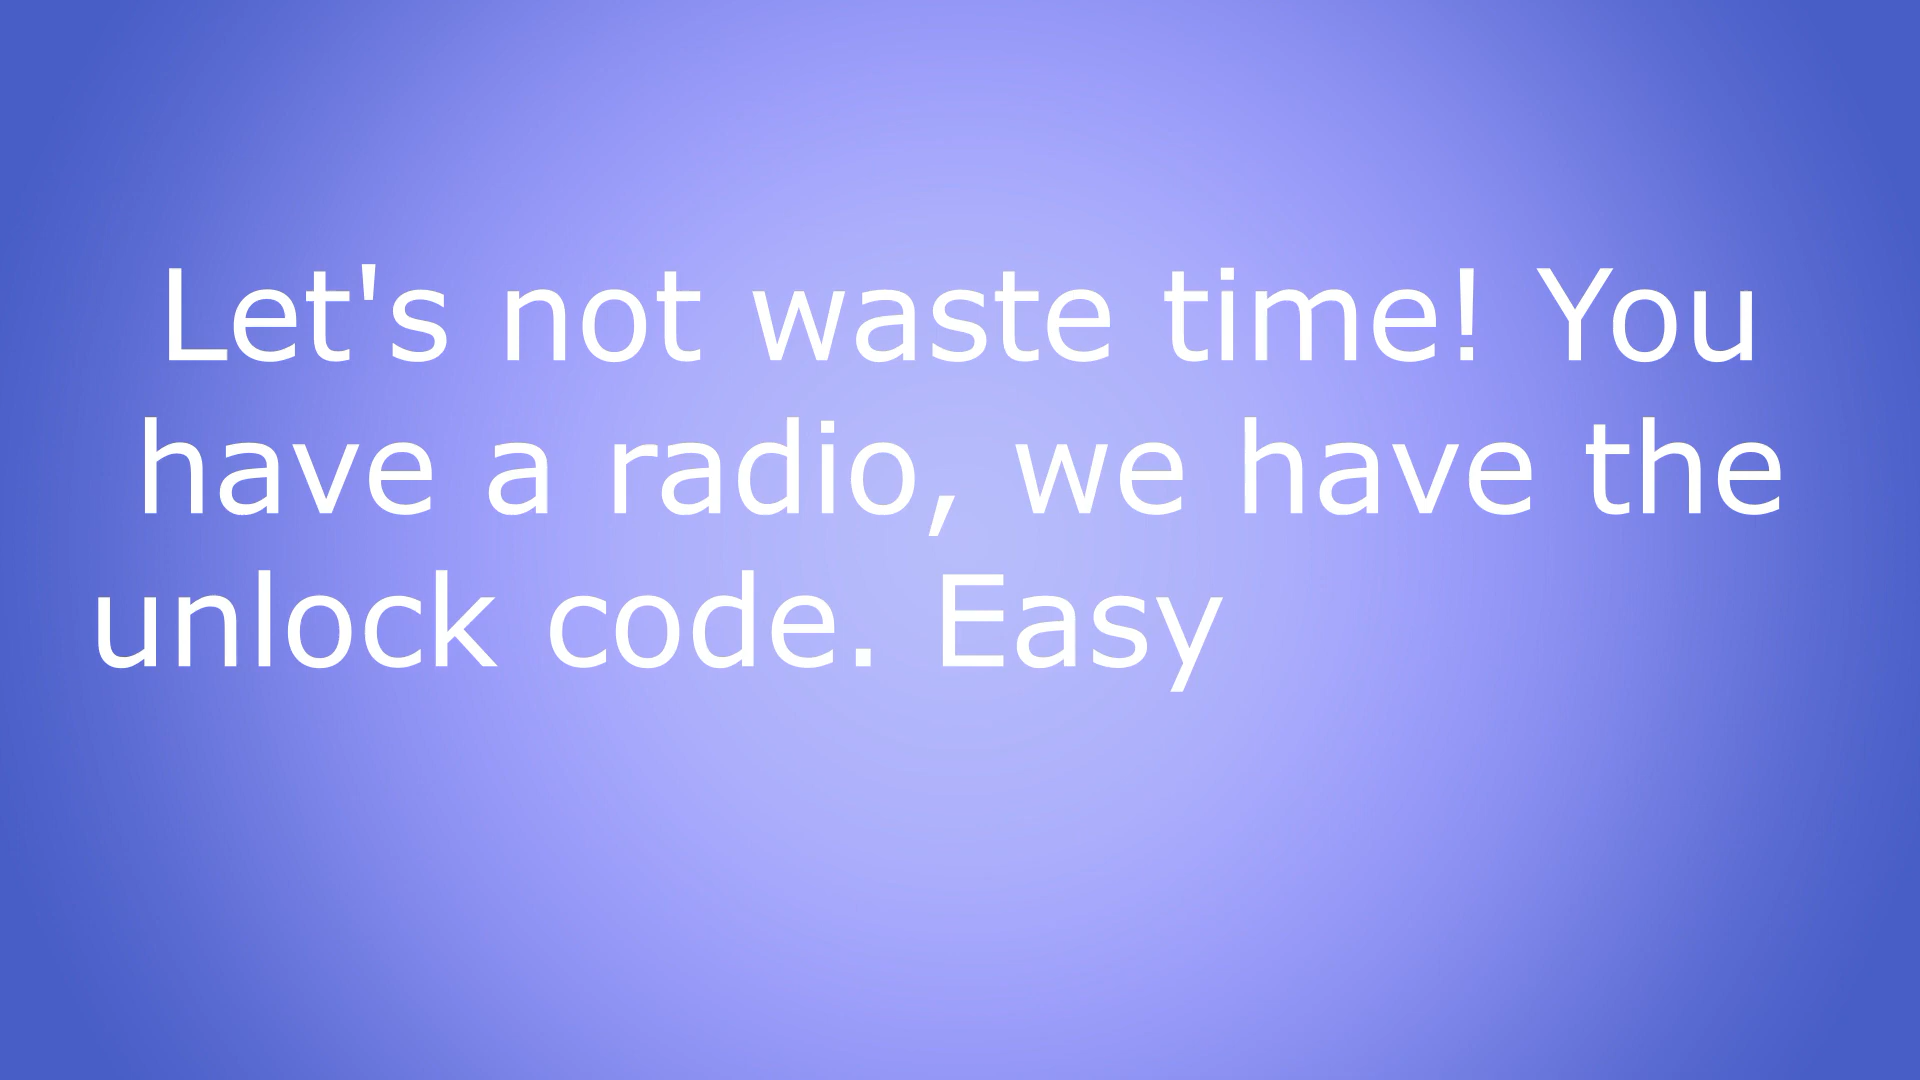 Let's not waste time! You
have a radio, we have the
unlock code. Easy